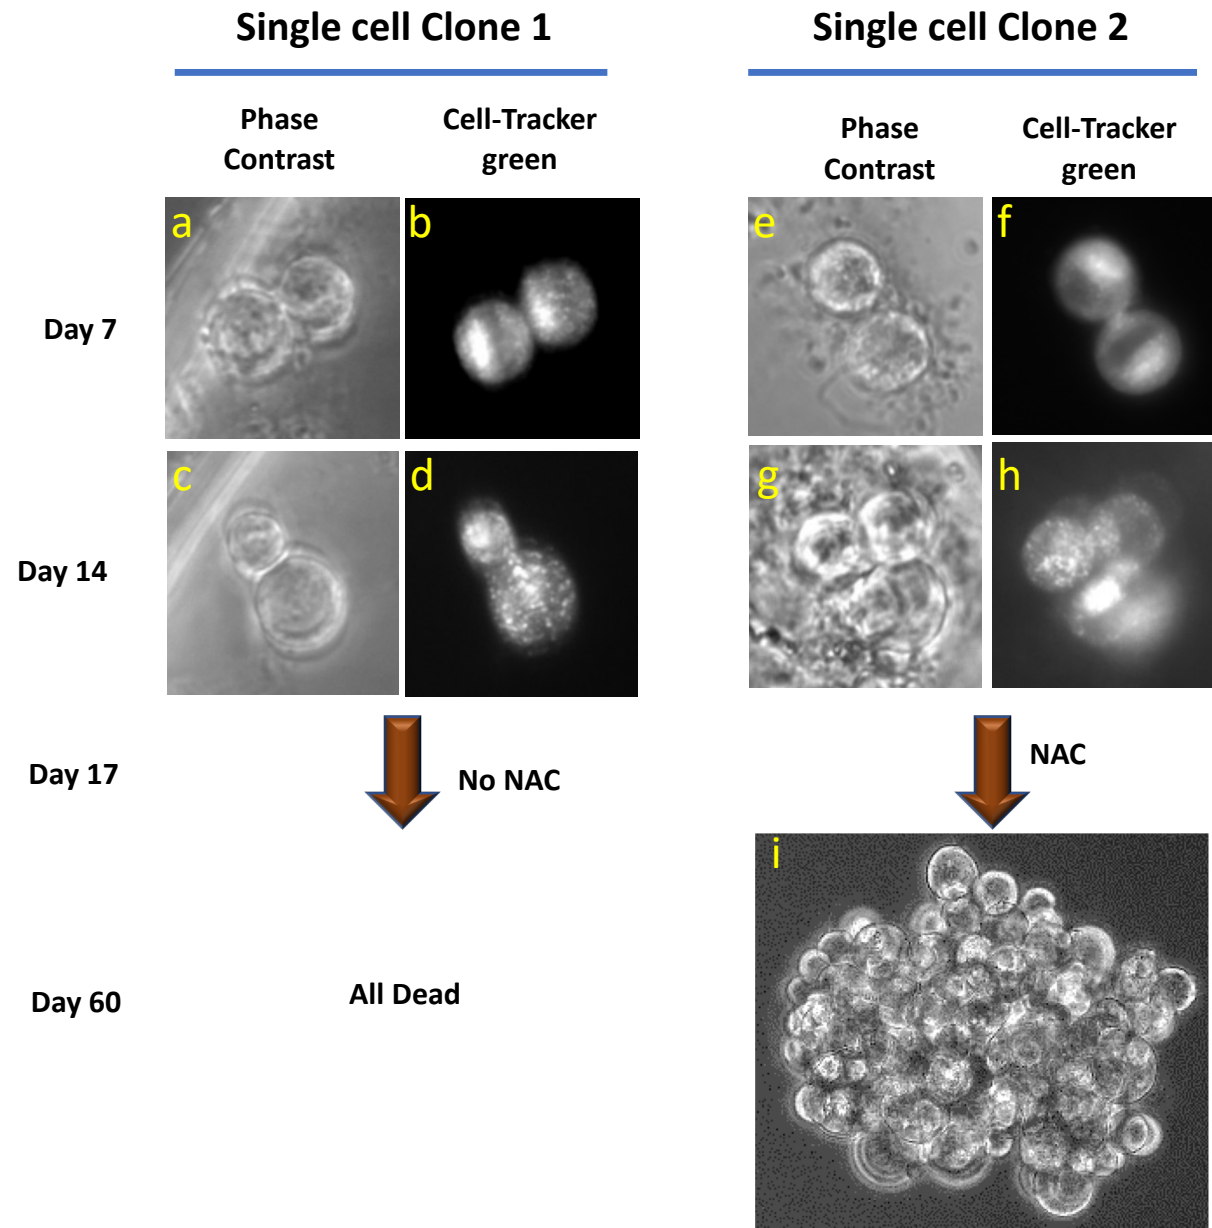 Single cell Clone 1
Single cell Clone 2
Phase
Contrast
Cell-Tracker
green
Phase
Contrast
Cell-Tracker
green
Day 7
a
b
e
f
Day 14
c
d
g
h
Day 17
No NAC
NAC
Day 60
All Dead
i